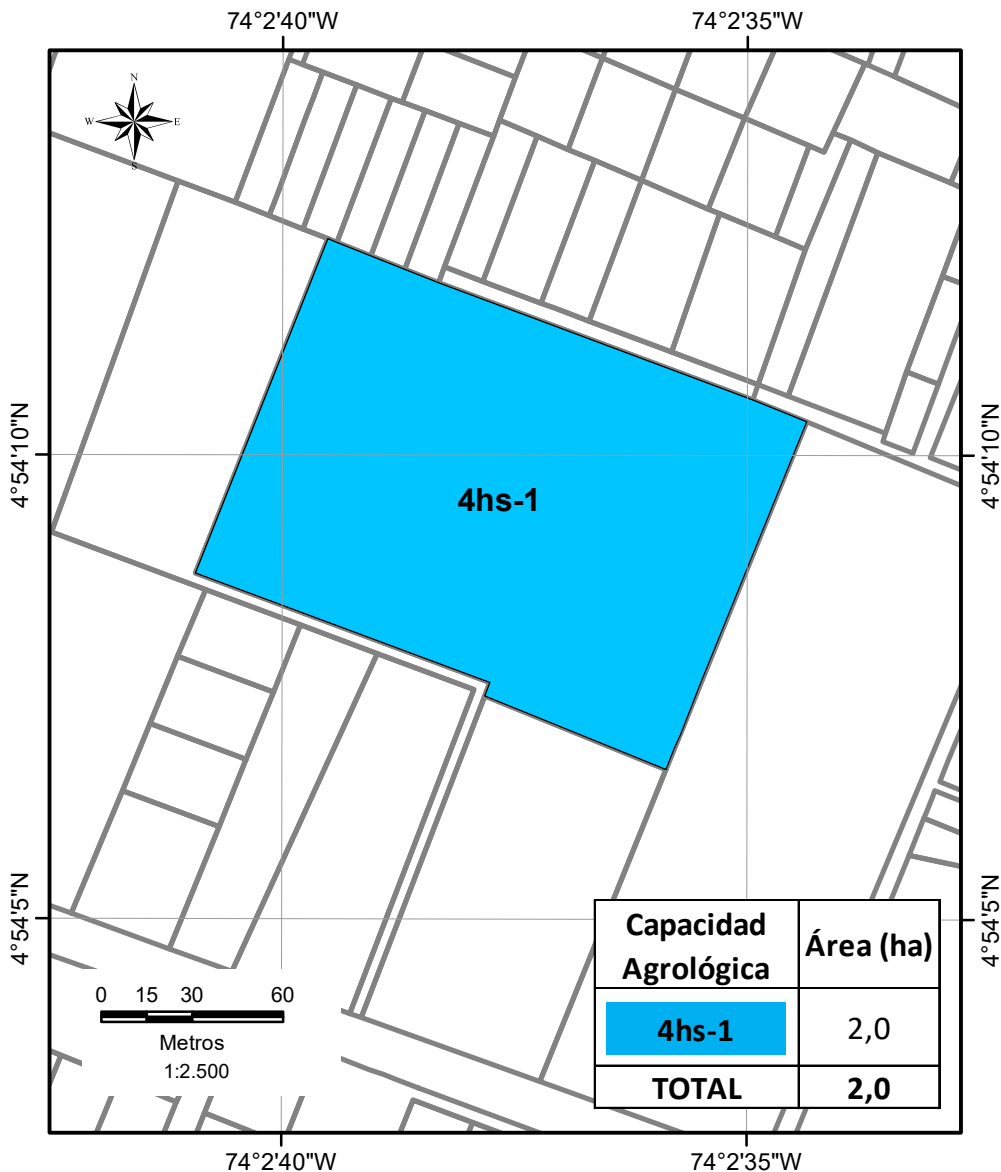 74°2'40"W
74°2'35"W
N
W
E
S
4°54'10"N
4°54'10"N
4hs-1
4°54'5"N
4°54'5"N
Capacidad
Agrológica
Área (ha)
4hs-1
2,0
TOTAL
2,0
0 15 30 60
Metros
1:2.500
74°2'40"W
74°2'35"W